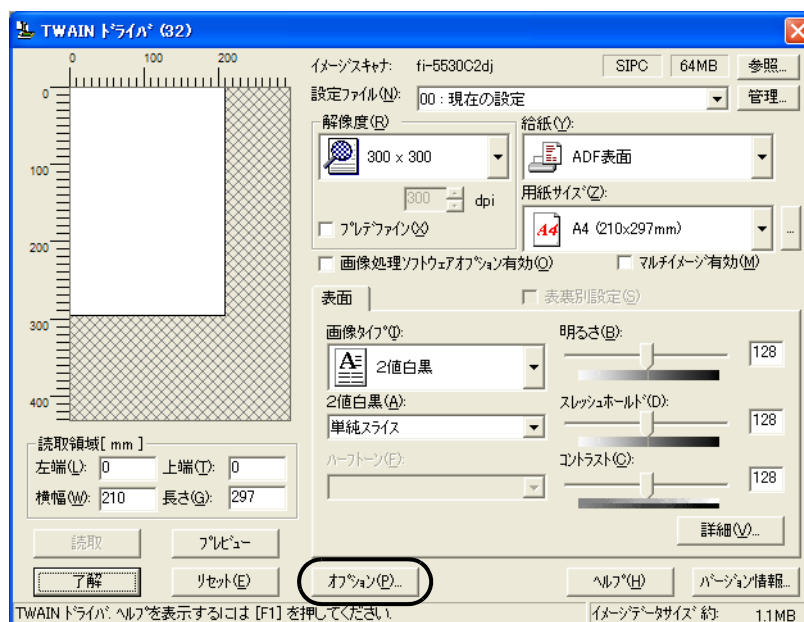 TWAIN ドライバ (32)
0 100 200
0
100
200
300
400
イメージスキャナ: fi-5530C2dj SIPC 64MB 参照...
設定ファイル(N): 00 : 現在の設定 管理...
解像度(R)
300 x 300
300 dpi
プレデファイン(X)
給紙(Y):
ADF表面
用紙サイズ(Z):
A4 A4 (210x297mm) ...
画像処理ソフトウェアオプション有効(O) マルチイメージ有効(M)
表面 表裏別設定(S)
画像タイプ(I):
2値白黒
2値白黒(A):
単純スライス
ハーフトーン(F):
明るさ(B):
128
スレッシュホールド(D):
128
コントラスト(C):
128
詳細(V)...
読取領域[ mm ]
左端(L): 0 上端(T): 0
横幅(W): 210 長さ(G): 297
読取 プレビュー
了解 リセット(E) オプション(P)... ヘルプ(H) バージョン情報...
TWAIN ドライバ. ヘルプを表示するには [F1] を押してください. イメージデータサイズ 約: 1.1MB